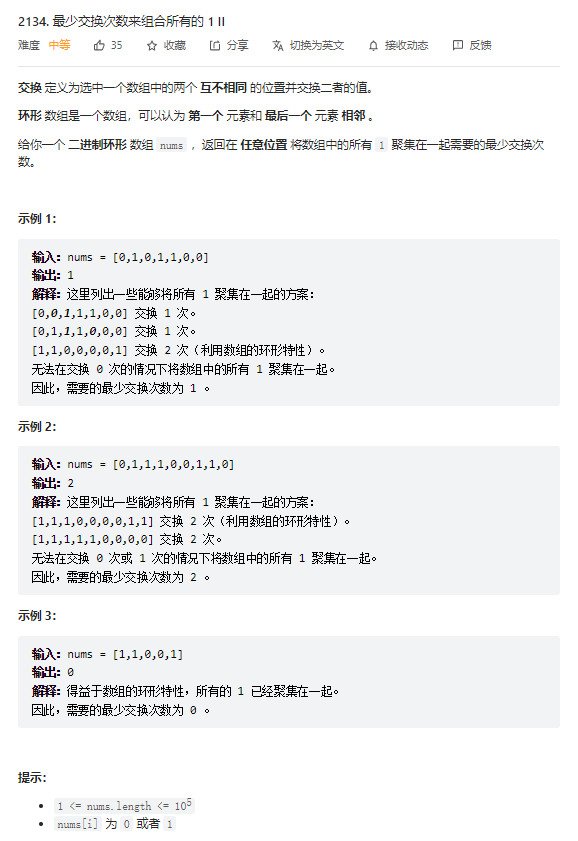 2134. 最少交换次数来组合所有的 1 II
难度 中等 35 收藏 分享 切换为英文 接收动态 反馈
交换 定义为选中一个数组中的两个 互不相同 的位置并交换二者的值。
环形 数组是一个数组，可以认为 第一个 元素和 最后一个 元素 相邻 。
给你一个 二进制环形 数组 nums ，返回在 任意位置 将数组中的所有 1 聚集在一起需要的最少交换次
数。
示例 1：
输入：nums = [0,1,0,1,1,0,0]
输出：1
解释：这里列出一些能够将所有 1 聚集在一起的方案：
[0,0,1,1,1,0,0] 交换 1 次。
[0,1,1,1,0,0,0] 交换 1 次。
[1,1,0,0,0,0,1] 交换 2 次（利用数组的环形特性）。
无法在交换 0 次的情况下将数组中的所有 1 聚集在一起。
因此，需要的最少交换次数为 1 。
示例 2：
输入：nums = [0,1,1,1,0,0,1,1,0]
输出：2
解释：这里列出一些能够将所有 1 聚集在一起的方案：
[1,1,1,0,0,0,0,1,1] 交换 2 次（利用数组的环形特性）。
[1,1,1,1,1,0,0,0,0] 交换 2 次。
无法在交换 0 次或 1 次的情况下将数组中的所有 1 聚集在一起。
因此，需要的最少交换次数为 2 。
示例 3：
输入：nums = [1,1,0,0,1]
输出：0
解释：得益于数组的环形特性，所有的 1 已经聚集在一起。
因此，需要的最少交换次数为 0 。
提示：
1 <= nums.length <= 10⁵
nums[i] 为 0 或者 1